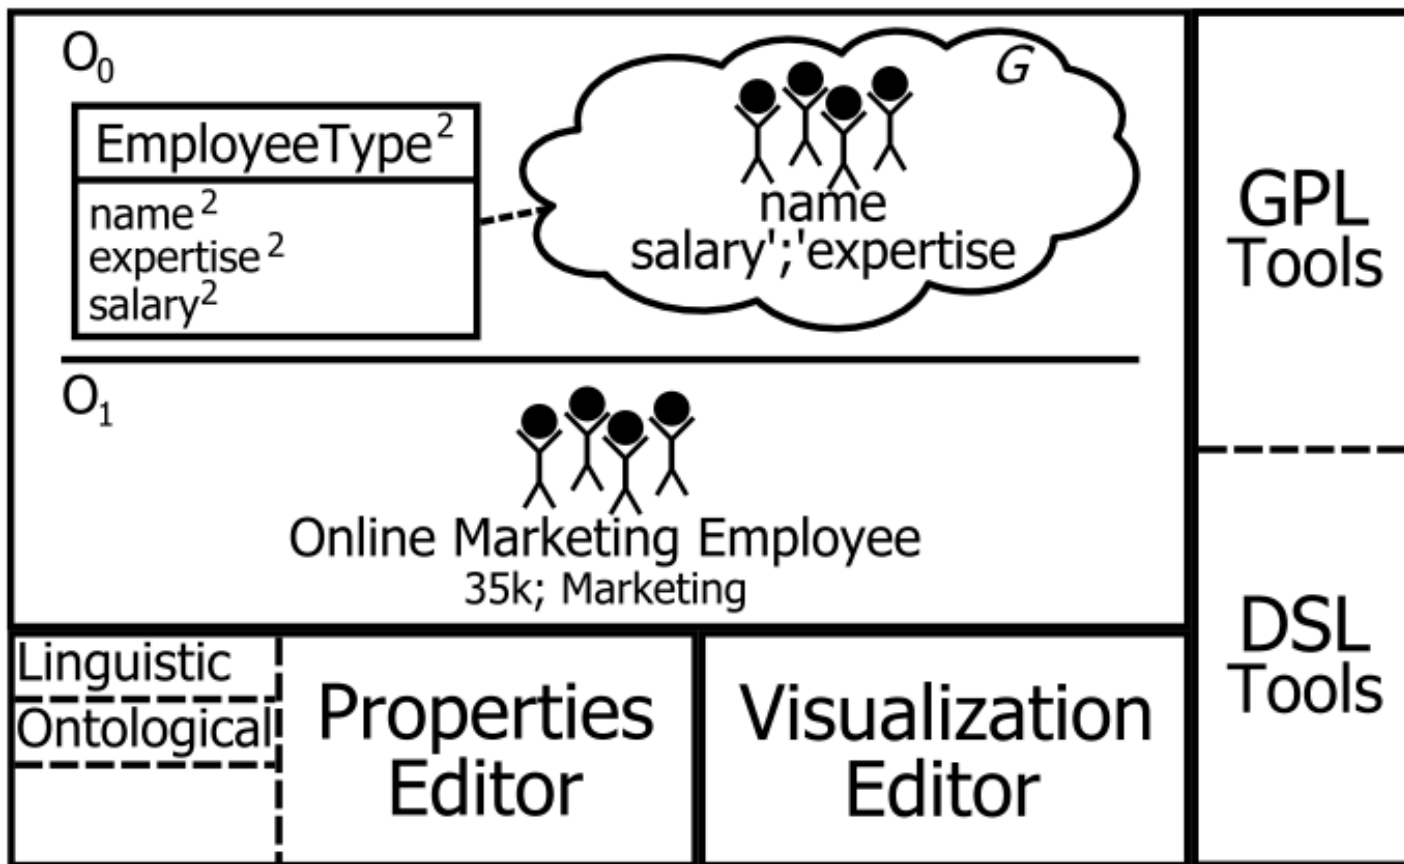 O₀
EmployeeType²
name²
expertise²
salary²
G
name
salary';'expertise
O₁
Online Marketing Employee
35k; Marketing
GPL
Tools
DSL
Tools
Linguistic
Ontological
Properties
Editor
Visualization
Editor